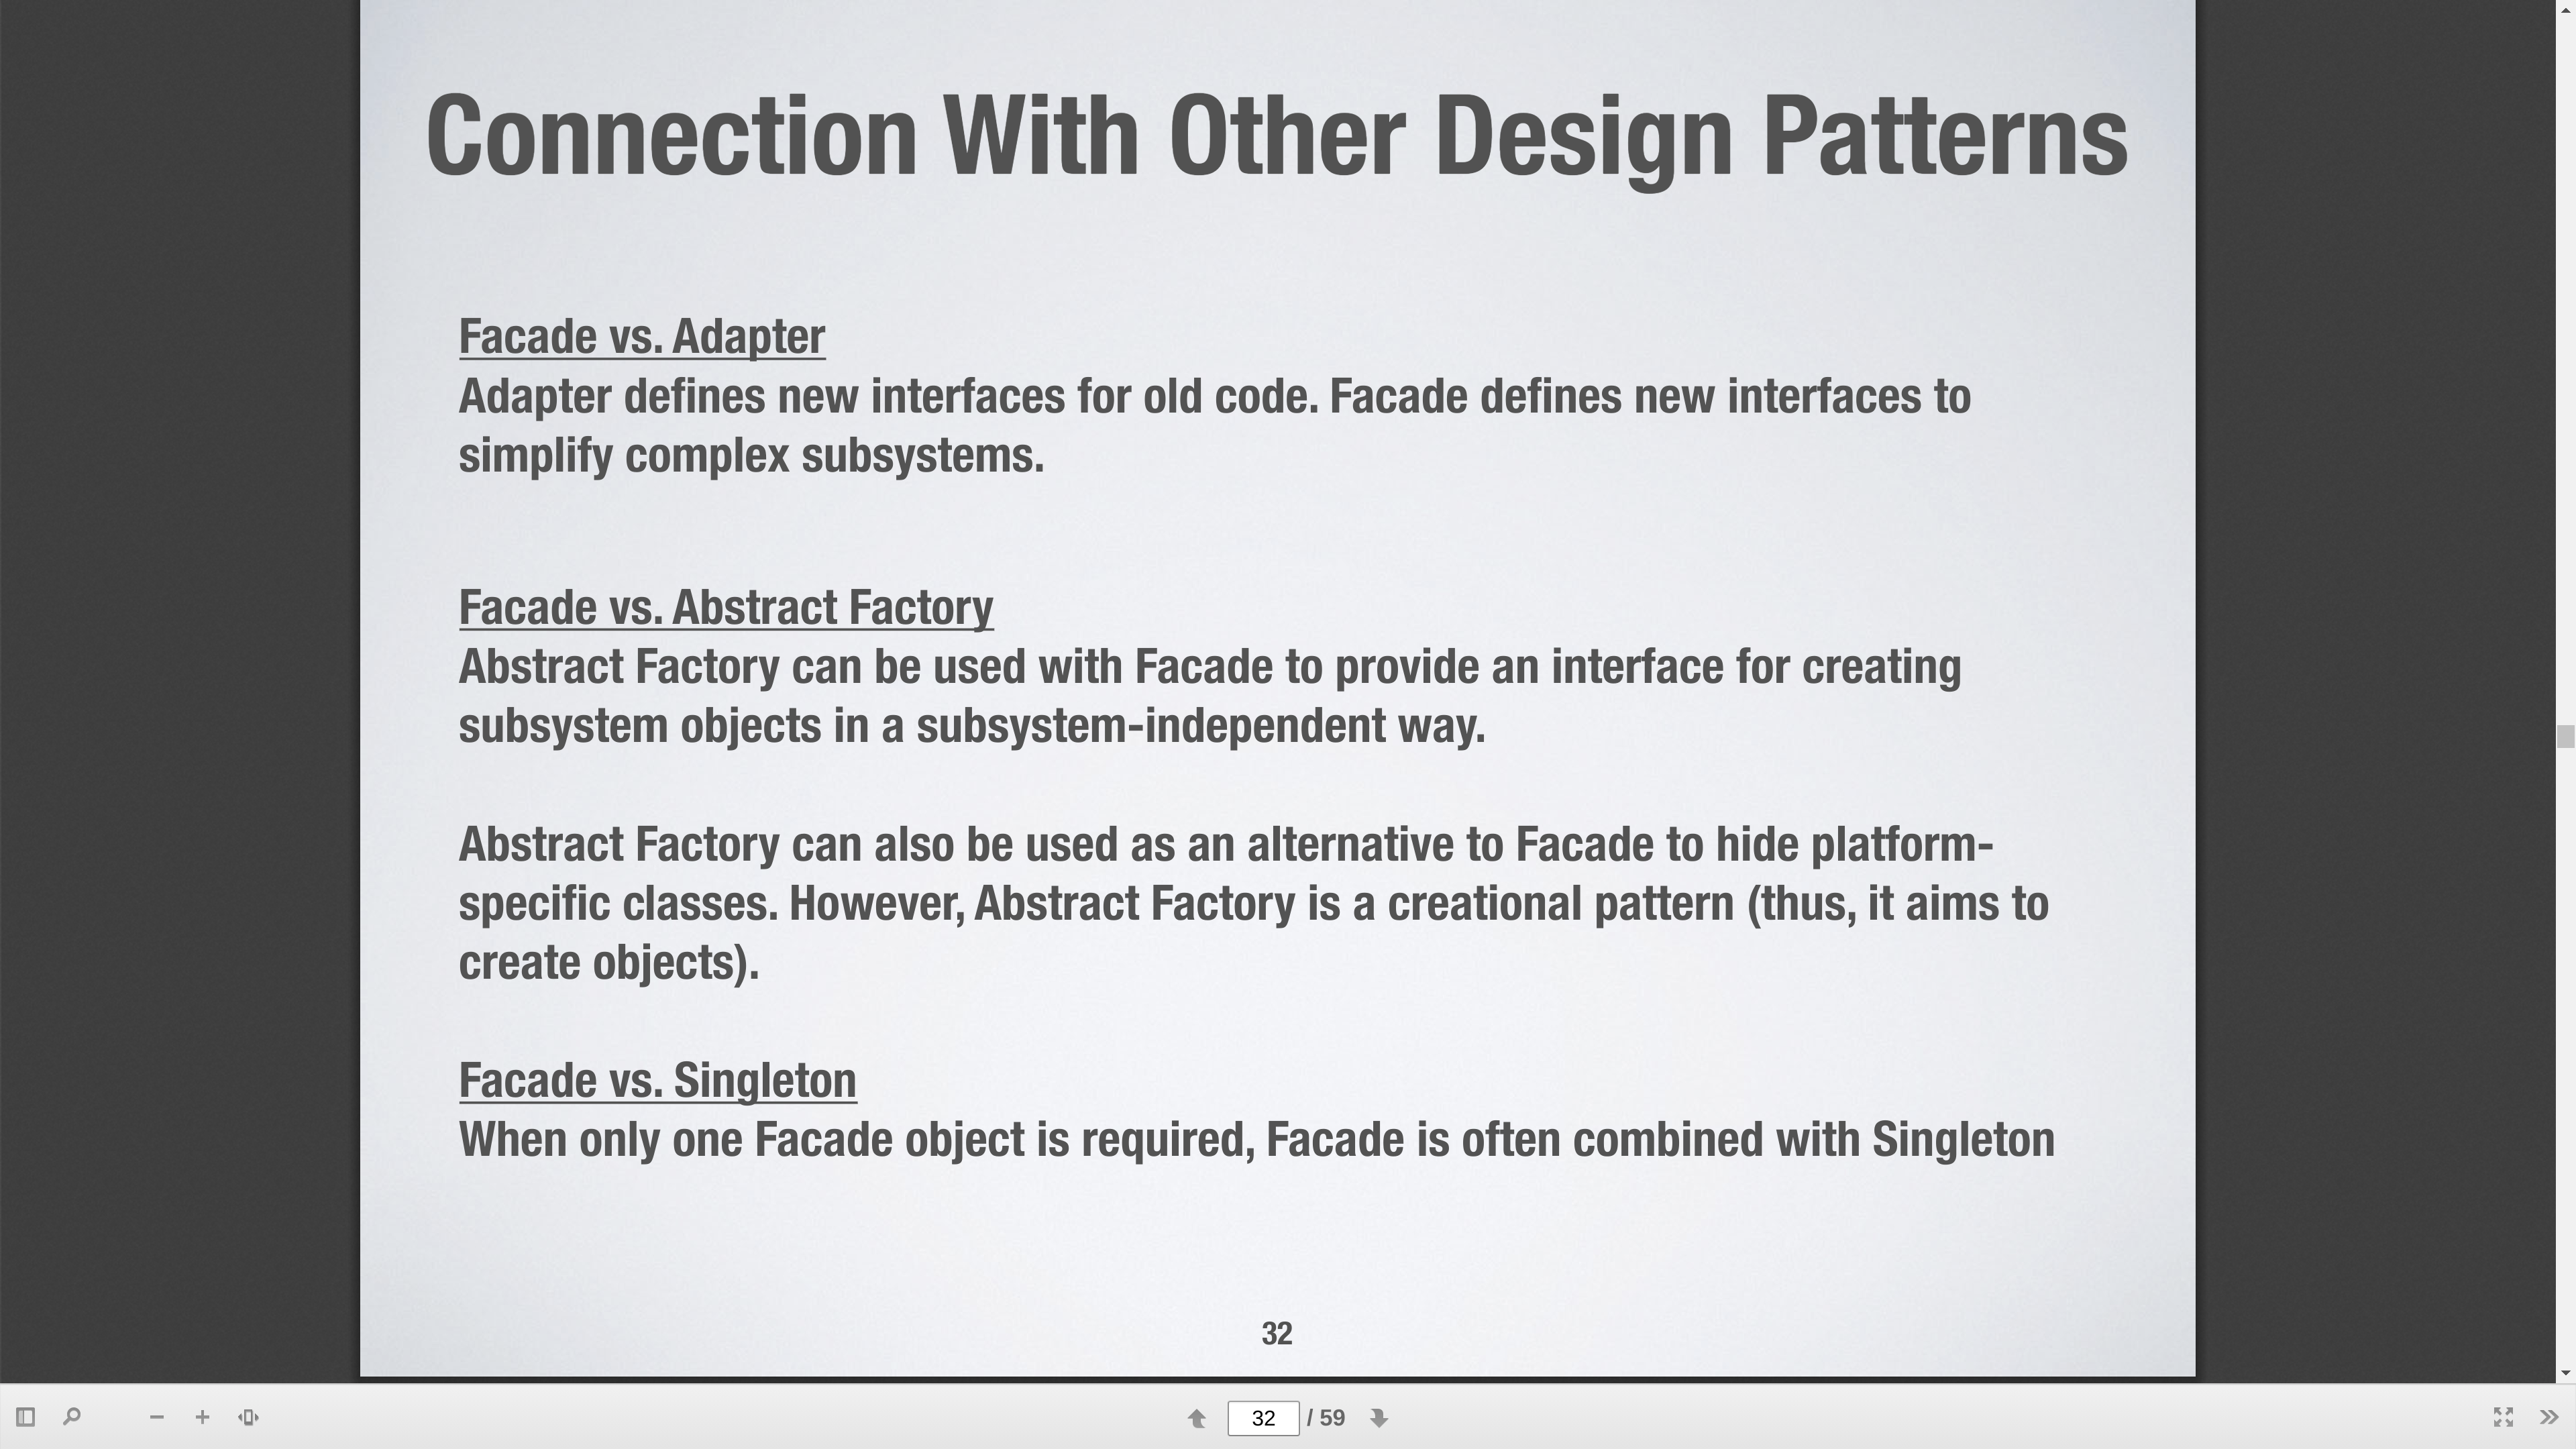 Connection With Other Design Patterns
Facade vs. Adapter
Adapter defines new interfaces for old code. Facade defines new interfaces to
simplify complex subsystems.
Facade vs. Abstract Factory
Abstract Factory can be used with Facade to provide an interface for creating
subsystem objects in a subsystem-independent way.
Abstract Factory can also be used as an alternative to Facade to hide platform-
specific classes. However, Abstract Factory is a creational pattern (thus, it aims to
create objects).
Facade vs. Singleton
When only one Facade object is required, Facade is often combined with Singleton
32
32 / 59